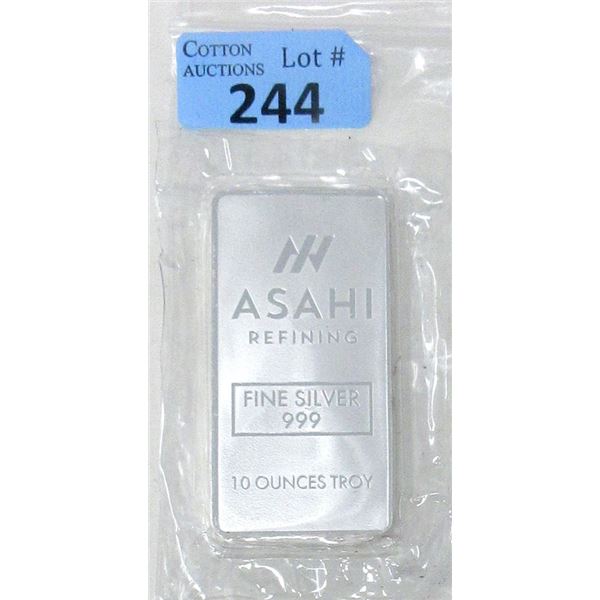 COTTON AUCTIONS Lot #
244
ASAHI
REFINING
FINE SILVER
999
10 OUNCES TROY